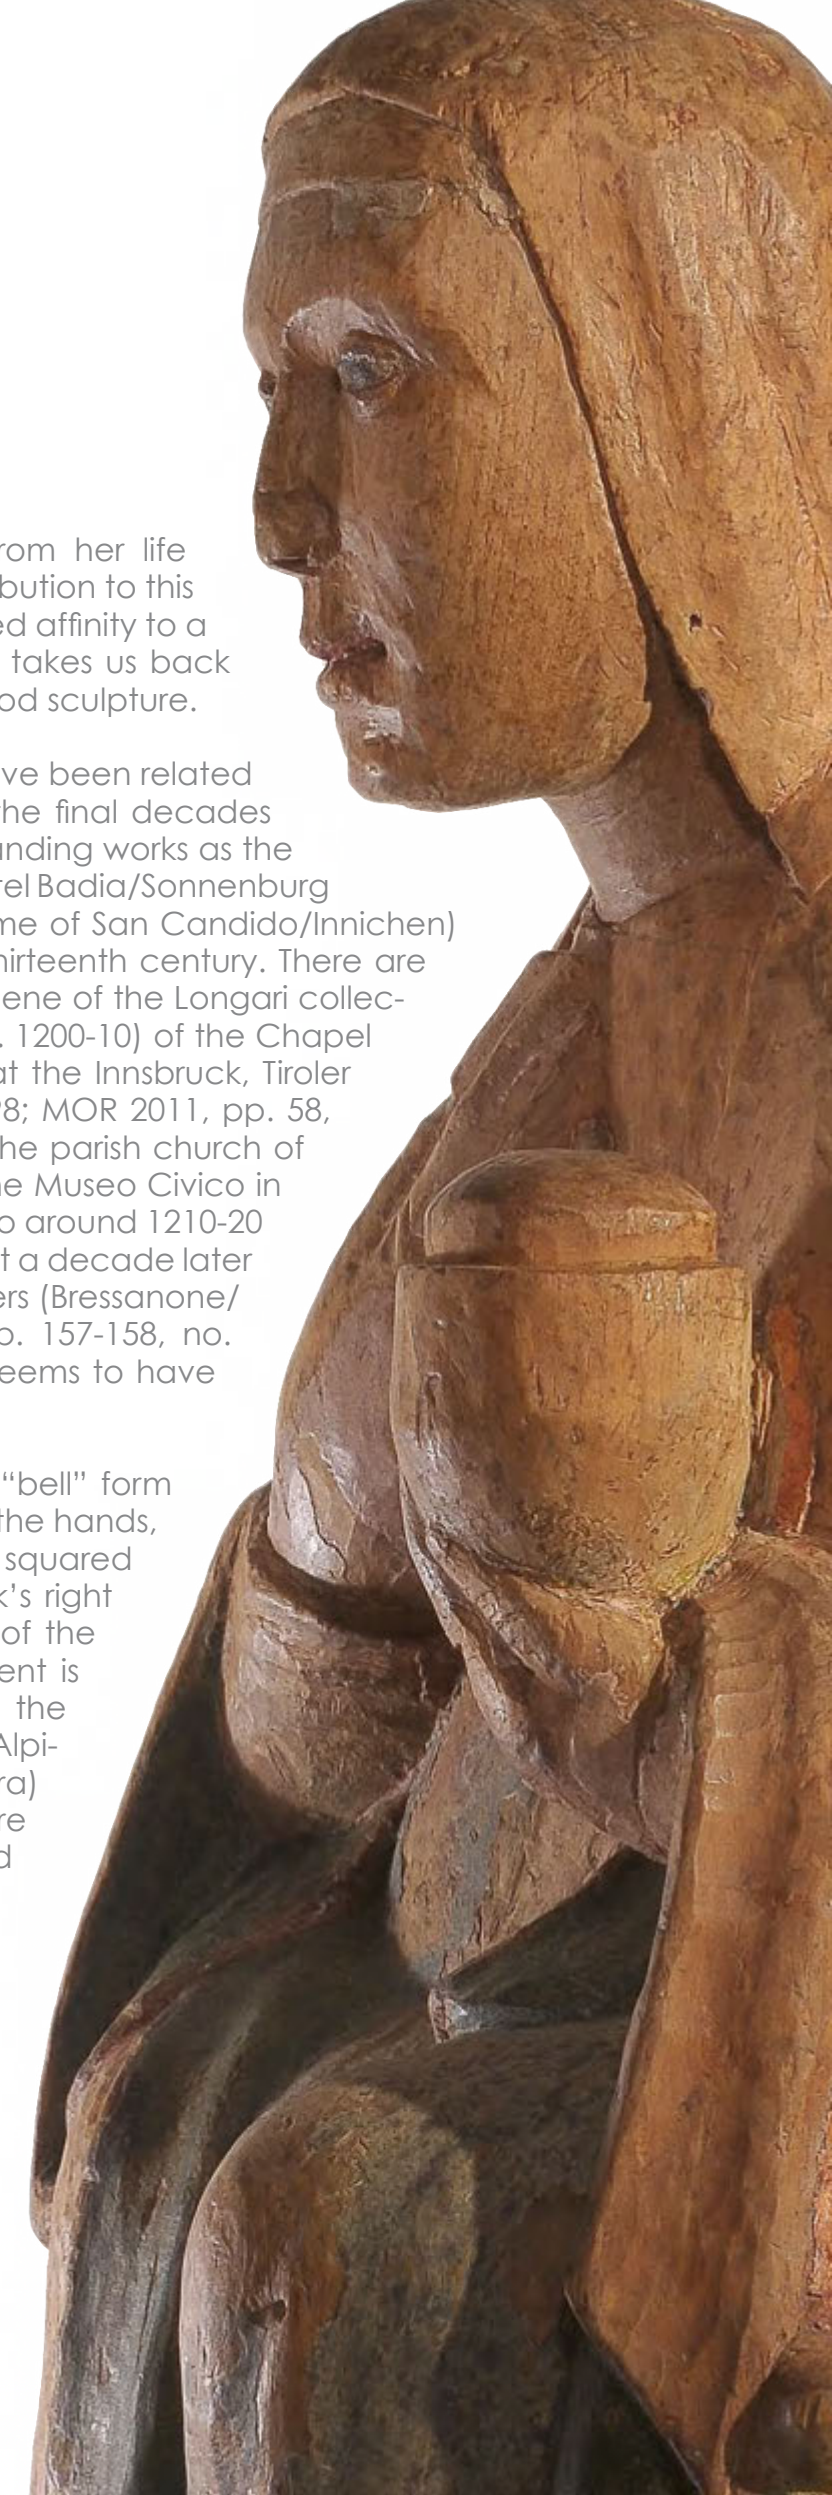 rom her life
bution to this
ed affinity to a
takes us back
od sculpture.
ve been related
the final decades
anding works as the
tel Badia/Sonnenburg
me of San Candido/Innichen)
hirteenth century. There are
ene of the Longari collec-
. 1200-10) of the Chapel
at the Innsbruck, Tiroler
98; MOR 2011, pp. 58,
he parish church of
he Museo Civico in
o around 1210-20
t a decade later
ers (Bressanone/
p. 157-158, no.
eems to have
“bell” form
the hands,
squared
k’s right
of the
ent is
the
Alpi-
ra)
re
d